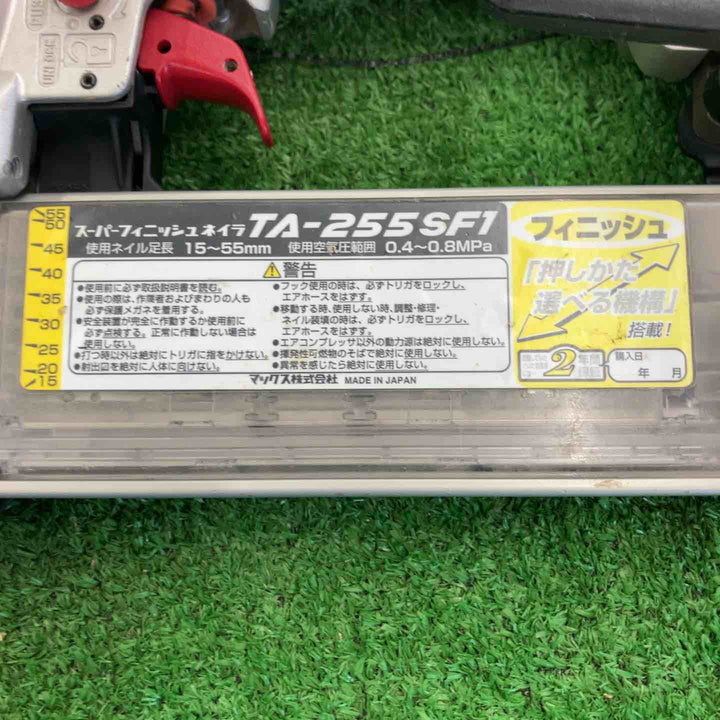 UNLOCK
55
50
45
40
35
30
25
20
15
スーパーフィニッシュネイラ TA-255SF1
使用ネイル足長 15〜55mm 使用空気圧範囲 0.4〜0.8MPa
警告
●使用前に必ず取扱説明書を読む。
●使用の際は、作業者およびまわりの人も
必ず保護メガネを着用する。
●安全装置が完全に作動するか使用前に
必ず点検する。正常に作動しない場合は
使用しない。
●打つ時以外は絶対にトリガに指をかけない。
●射出口を絶対に人体に向けない。
●フック使用の時は、必ずトリガをロックし、
エアホースをはずす。
●移動する時、使用しない時、調整・修理・
ネイル装填の時は、必ずトリガをロックし、
エアホースをはずす。
●エアコンプレッサ以外の動力源は絶対に使用しない。
●揮発性可燃物のそばで絶対に使用しない。
●異常を感じたら絶対に使用しない。
マックス株式会社 MADE IN JAPAN
フィニッシュ
「押しかた
選べる機構」
搭載!
2年間
保証
購入日
年 月